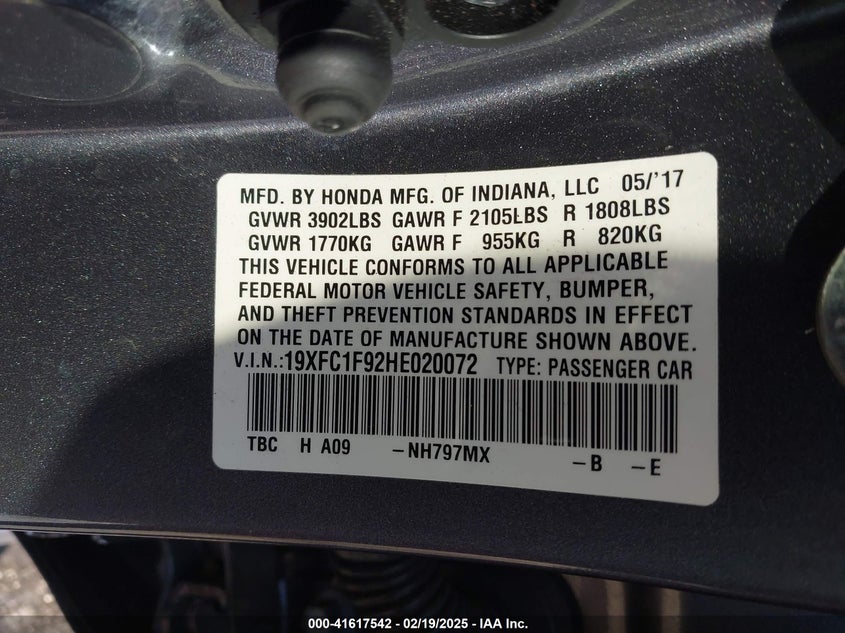 MFD. BY HONDA MFG. OF INDIANA, LLC 05/'17
GVWR 3902LBS GAWR F 2105LBS R 1808LBS
GVWR 1770KG GAWR F 955KG R 820KG
THIS VEHICLE CONFORMS TO ALL APPLICABLE
FEDERAL MOTOR VEHICLE SAFETY, BUMPER,
AND THEFT PREVENTION STANDARDS IN EFFECT
ON THE DATE OF MANUFACTURE SHOWN ABOVE.
V.I.N.:19XFC1F92HE020072 TYPE: PASSENGER CAR
TBC H A09 –NH797MX –B –E
000-41617542 - 02/19/2025 - IAA Inc.